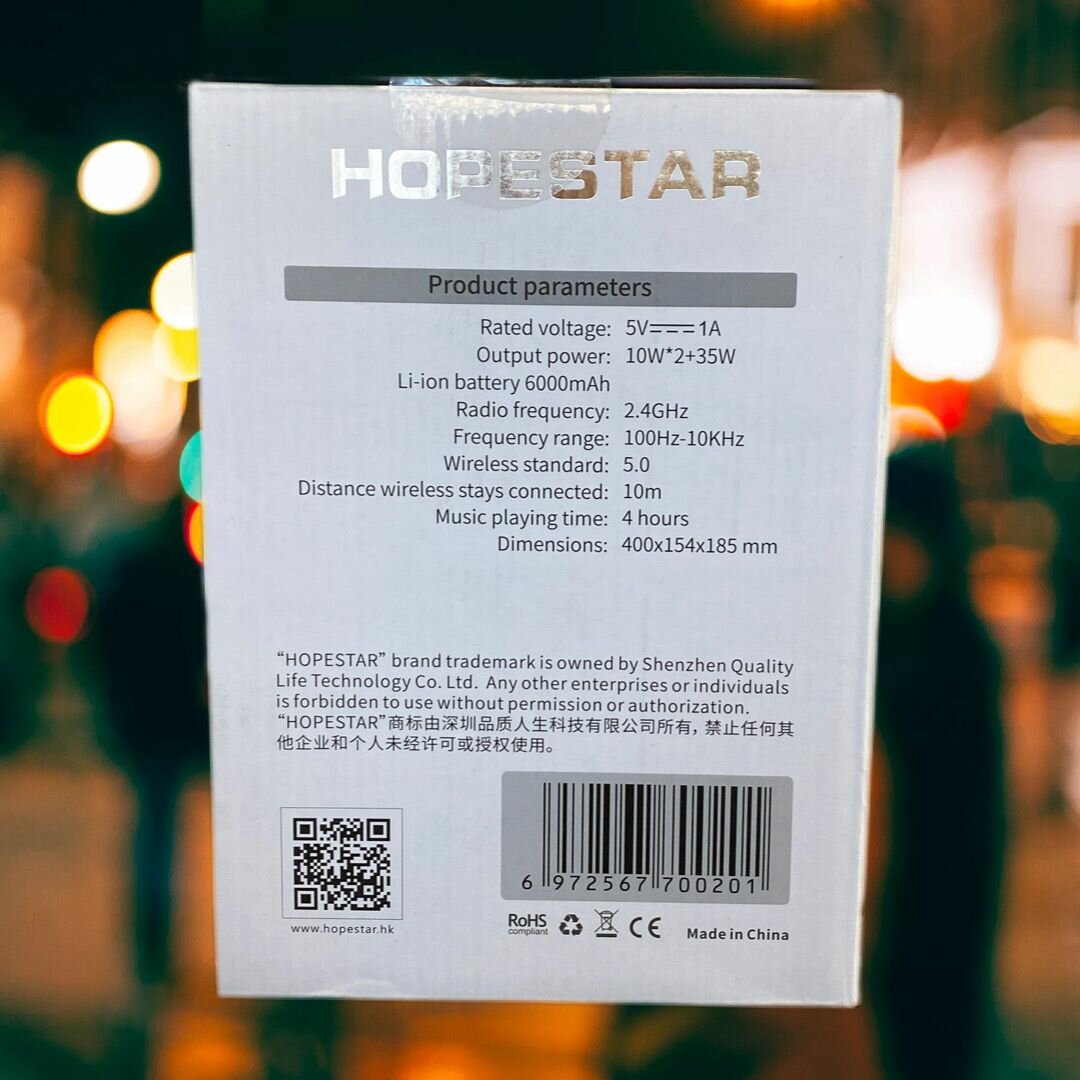 HOPESTAR
Product parameters
Rated voltage: 5V⎓1A
Output power: 10W*2+35W
Li-ion battery 6000mAh
Radio frequency: 2.4GHz
Frequency range: 100Hz-10KHz
Wireless standard: 5.0
Distance wireless stays connected: 10m
Music playing time: 4 hours
Dimensions: 400x154x185 mm
“HOPESTAR” brand trademark is owned by Shenzhen Quality
Life Technology Co. Ltd. Any other enterprises or individuals
is forbidden to use without permission or authorization.
“HOPESTAR”商标由深圳品质人生科技有限公司所有, 禁止任何其
他企业和个人未经许可或授权使用。
6 972567 700201
www.hopestar.hk
RoHS
compliant
CE
Made in China